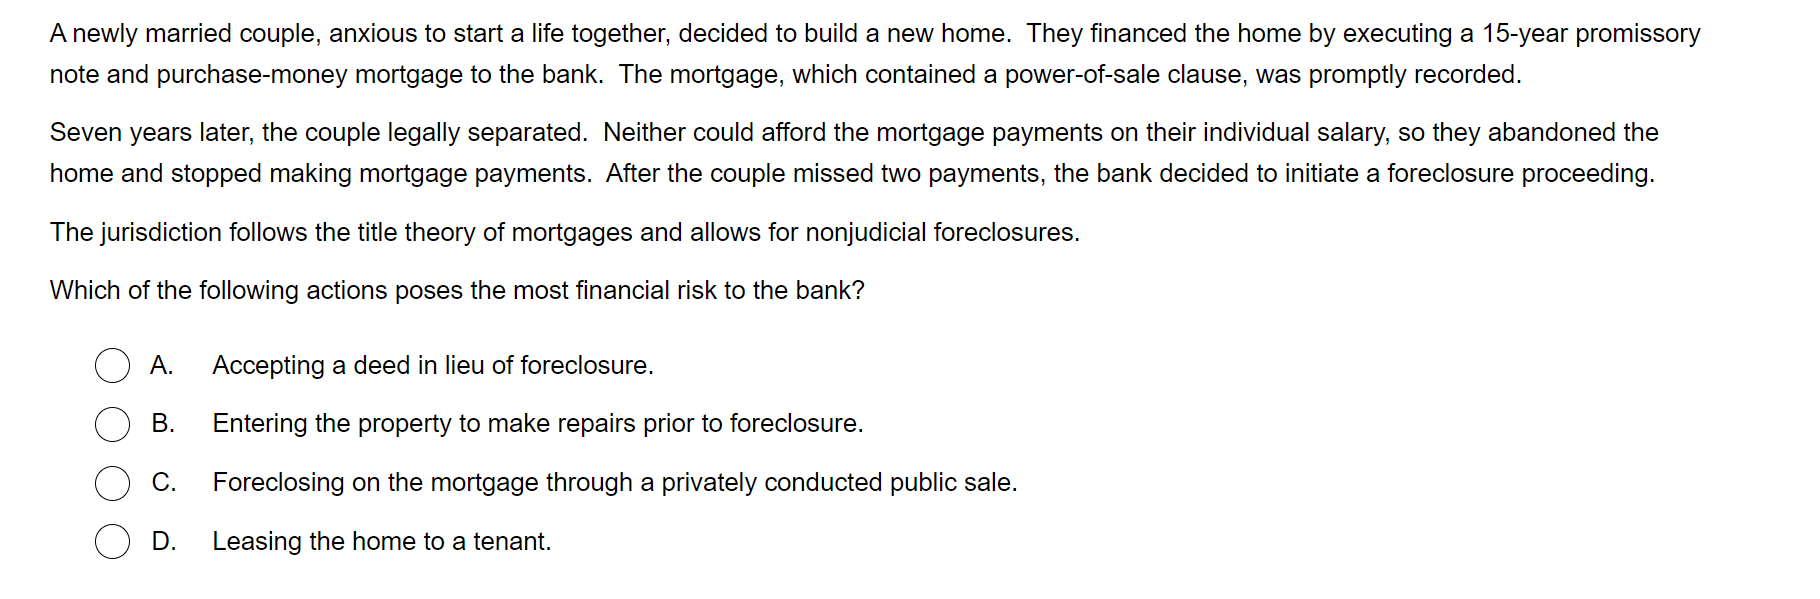 A newly married couple, anxious to start a life together, decided to build a new home. They financed the home by executing a 15-year promissory
note and purchase-money mortgage to the bank. The mortgage, which contained a power-of-sale clause, was promptly recorded.
Seven years later, the couple legally separated. Neither could afford the mortgage payments on their individual salary, so they abandoned the
home and stopped making mortgage payments. After the couple missed two payments, the bank decided to initiate a foreclosure proceeding.
The jurisdiction follows the title theory of mortgages and allows for nonjudicial foreclosures.
Which of the following actions poses the most financial risk to the bank?
A. Accepting a deed in lieu of foreclosure.
B. Entering the property to make repairs prior to foreclosure.
C. Foreclosing on the mortgage through a privately conducted public sale.
D. Leasing the home to a tenant.